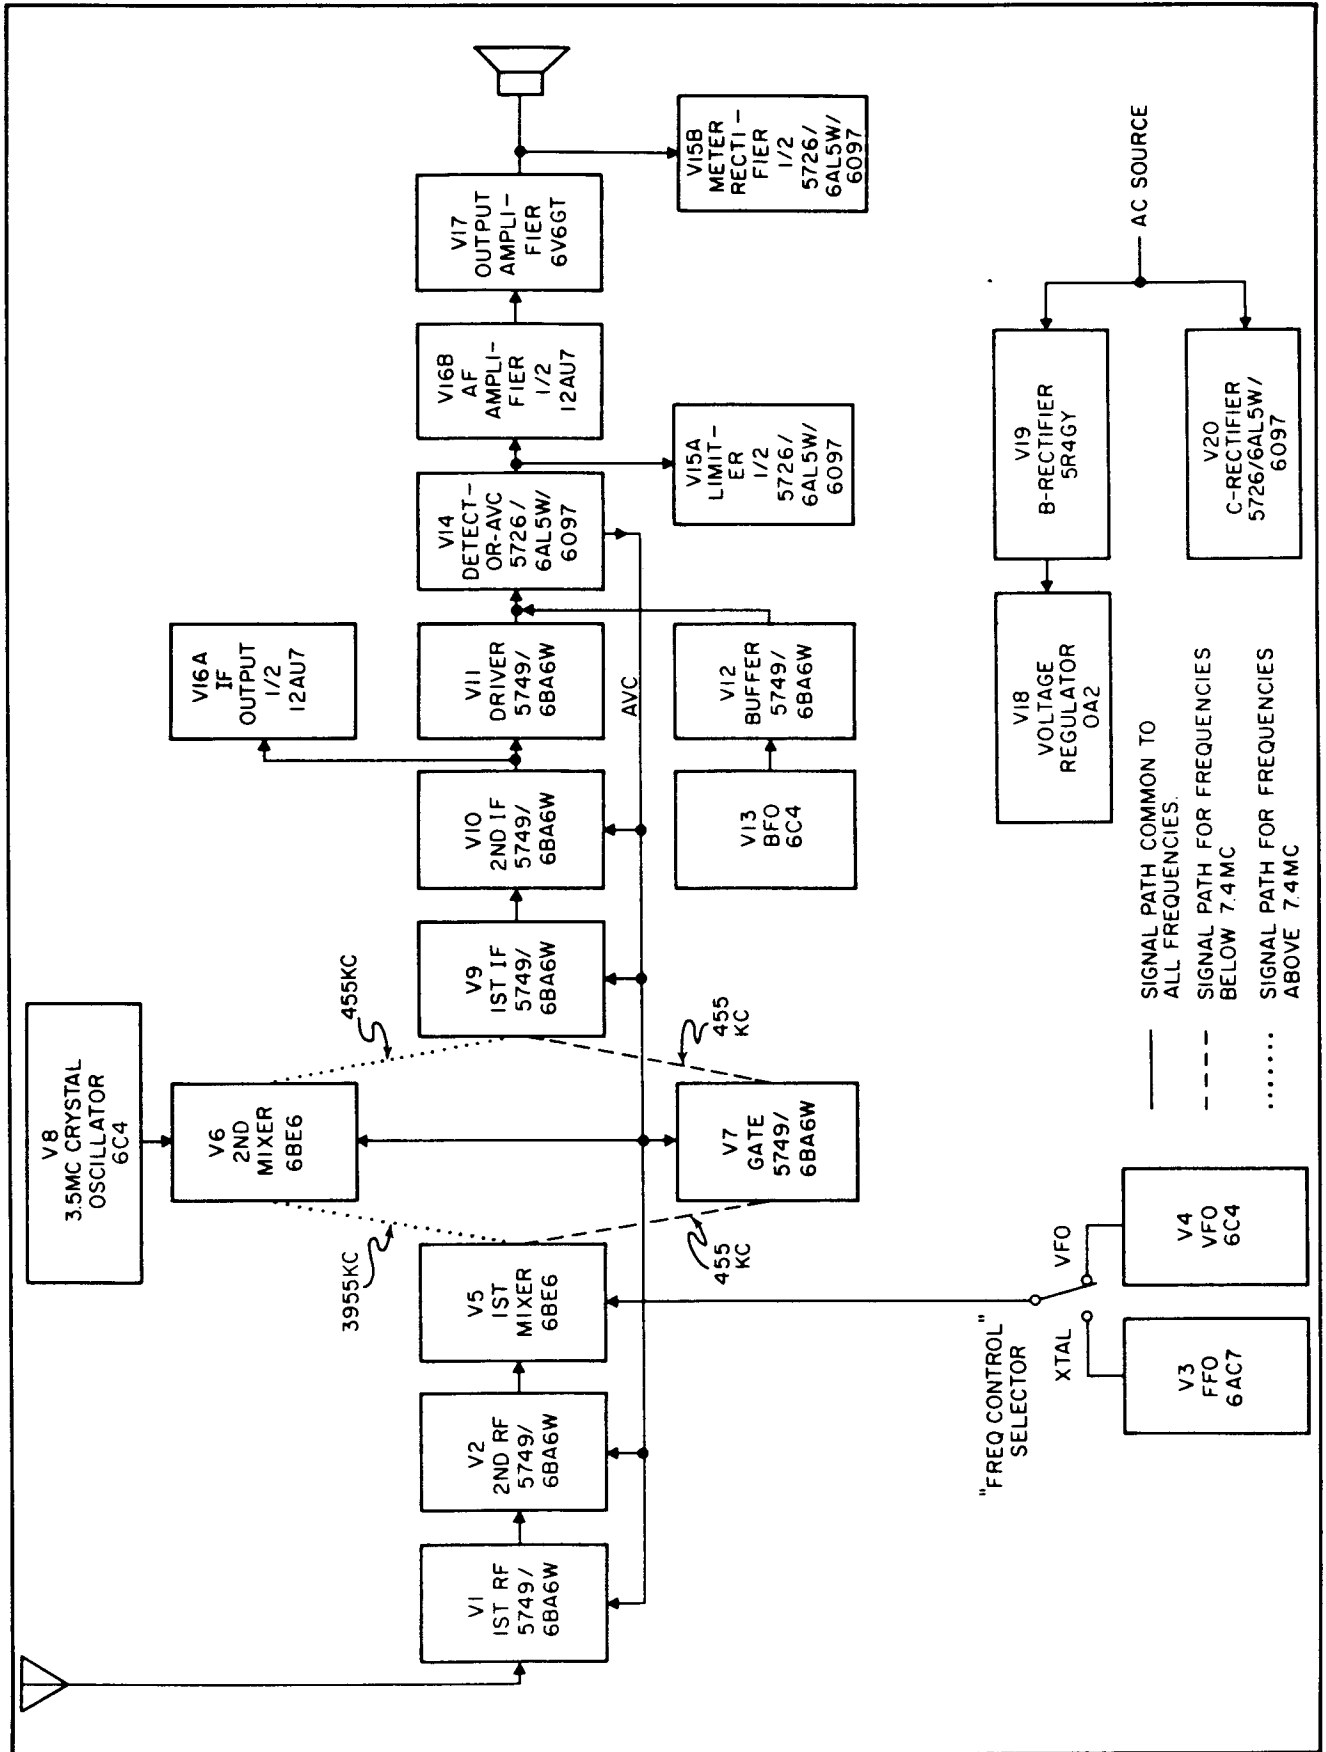 V8
3.5MC CRYSTAL
OSCILLATOR
6C4
3955KC
455KC
V6
2ND
MIXER
6BE6
V16A
IF
OUTPUT
1/2
12AU7
V1
1ST RF
5749/
6BA6W
V2
2ND RF
5749/
6BA6W
V5
1ST
MIXER
6BE6
V9
1ST IF
5749/
6BA6W
V10
2ND IF
5749/
6BA6W
V11
DRIVER
5749/
6BA6W
V14
DETECT-
OR-AVC
5726/
6AL5W/
6097
V16B
AF
AMPLI-
FIER
1/2
12AU7
V17
OUTPUT
AMPLI-
FIER
6V6GT
AVC
455
KC
455
KC
V7
GATE
5749/
6BA6W
V13
BFO
6C4
V12
BUFFER
5749/
6BA6W
V15A
LIMIT-
ER
1/2
5726/
6AL5W/
6097
V15B
METER
RECTI-
FIER
1/2
5726/
6AL5W/
6097
"FREQ CONTROL"
SELECTOR
XTAL
VFO
V3
FFO
6AC7
V4
VFO
6C4
V18
VOLTAGE
REGULATOR
OA2
V19
B-RECTIFIER
5R4GY
AC SOURCE
V20
C-RECTIFIER
5726/6AL5W/
6097
SIGNAL PATH COMMON TO
ALL FREQUENCIES.
SIGNAL PATH FOR FREQUENCIES
BELOW 7.4MC
SIGNAL PATH FOR FREQUENCIES
ABOVE 7.4MC